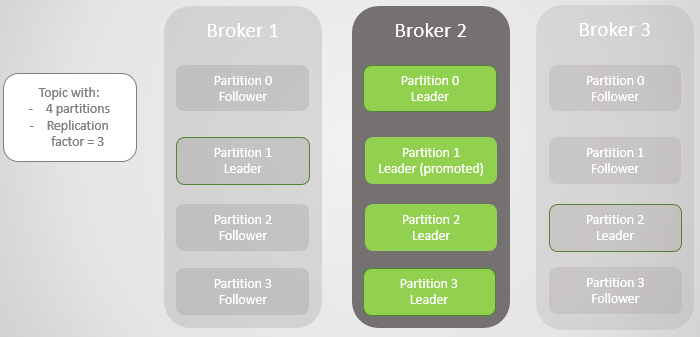 Topic with:
- 4 partitions
- Replication
factor = 3
Broker 1
Partition 0
Follower
Partition 1
Leader
Partition 2
Follower
Partition 3
Follower
Broker 2
Partition 0
Leader
Partition 1
Leader (promoted)
Partition 2
Leader
Partition 3
Leader
Broker 3
Partition 0
Follower
Partition 1
Follower
Partition 2
Leader
Partition 3
Follower